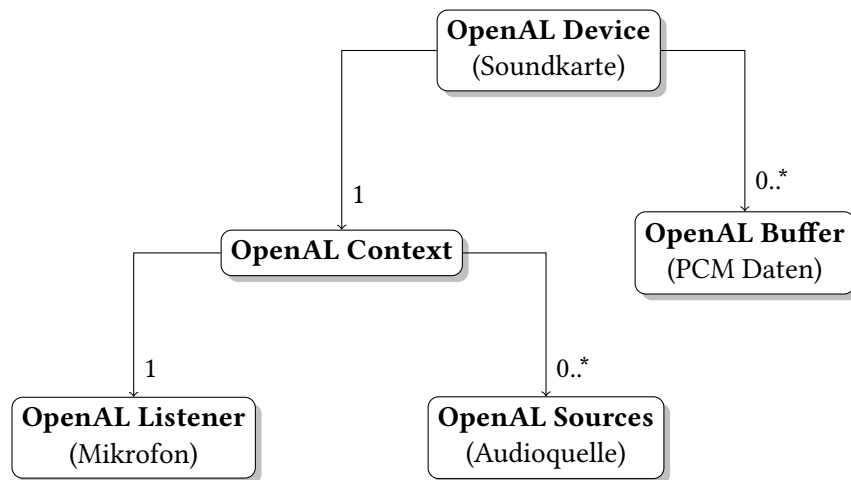 OpenAL Device
(Soundkarte)
1
0..*
OpenAL Context
OpenAL Buffer
(PCM Daten)
1
0..*
OpenAL Listener
(Mikrofon)
OpenAL Sources
(Audioquelle)